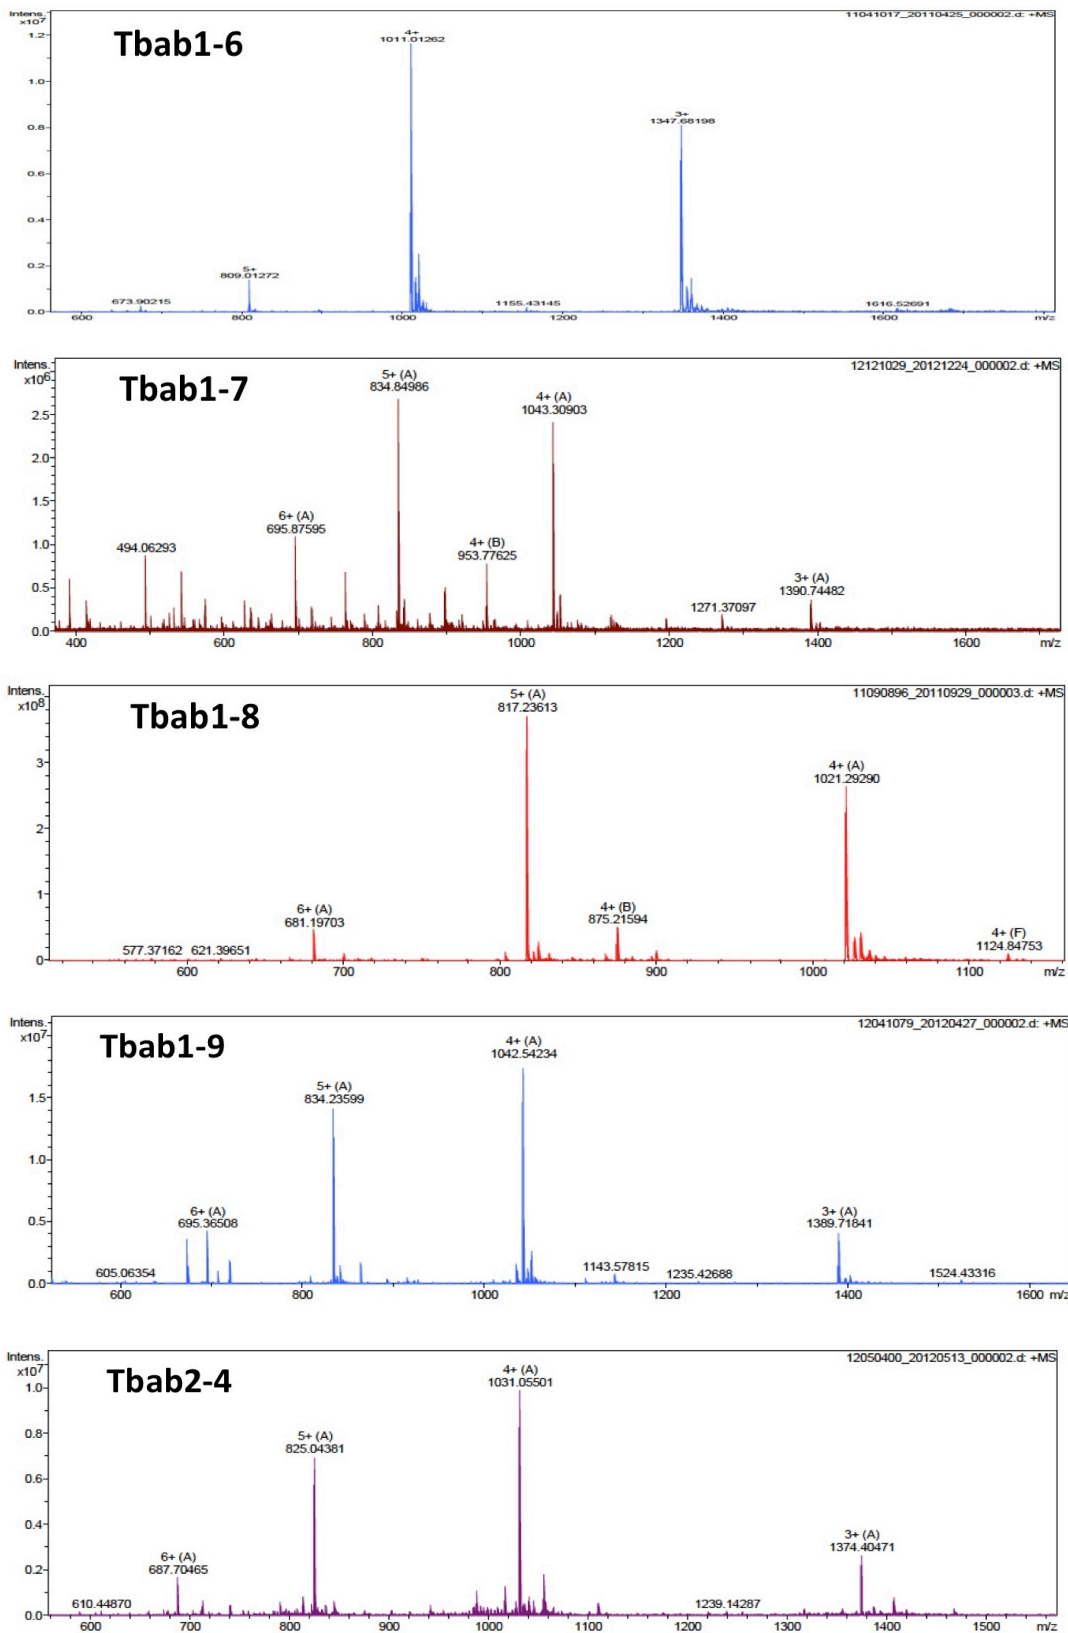 Intens.
x10⁷
11041017_20110425_000002.d: +MS
Tbab1-6
4+
1011.01262
3+
1347.68198
5+
809.01272
673.90215
1155.43145
1616.52691
1.2
1.0
0.8
0.6
0.4
0.2
0.0
600 800 1000 1200 1400 1600 m/z
Intens.
x10⁶
12121029_20121224_000002.d: +MS
Tbab1-7
5+ (A)
834.84986
4+ (A)
1043.30903
6+ (A)
695.87595
494.06293
4+ (B)
953.77625
3+ (A)
1390.74482
1271.37097
2.5
2.0
1.5
1.0
0.5
0.0
400 600 800 1000 1200 1400 1600 m/z
Intens.
x10⁸
11090896_20110929_000003.d: +MS
Tbab1-8
5+ (A)
817.23613
4+ (A)
1021.29290
6+ (A)
681.19703
4+ (B)
875.21594
4+ (F)
1124.84753
577.37162 621.39651
3
2
1
0
600 700 800 900 1000 1100 m/z
Intens.
x10⁷
12041079_20120427_000002.d: +MS
Tbab1-9
4+ (A)
1042.54234
5+ (A)
834.23599
6+ (A)
695.36508
3+ (A)
1389.71841
605.06354
1143.57815
1235.42688
1524.43316
1.5
1.0
0.5
0.0
600 800 1000 1200 1400 1600 m/z
Intens.
x10⁷
12050400_20120513_000002.d: +MS
Tbab2-4
4+ (A)
1031.05501
5+ (A)
825.04381
6+ (A)
687.70465
3+ (A)
1374.40471
610.44870
1239.14287
1.0
0.8
0.6
0.4
0.2
0.0
600 700 800 900 1000 1100 1200 1300 1400 1500 m/z